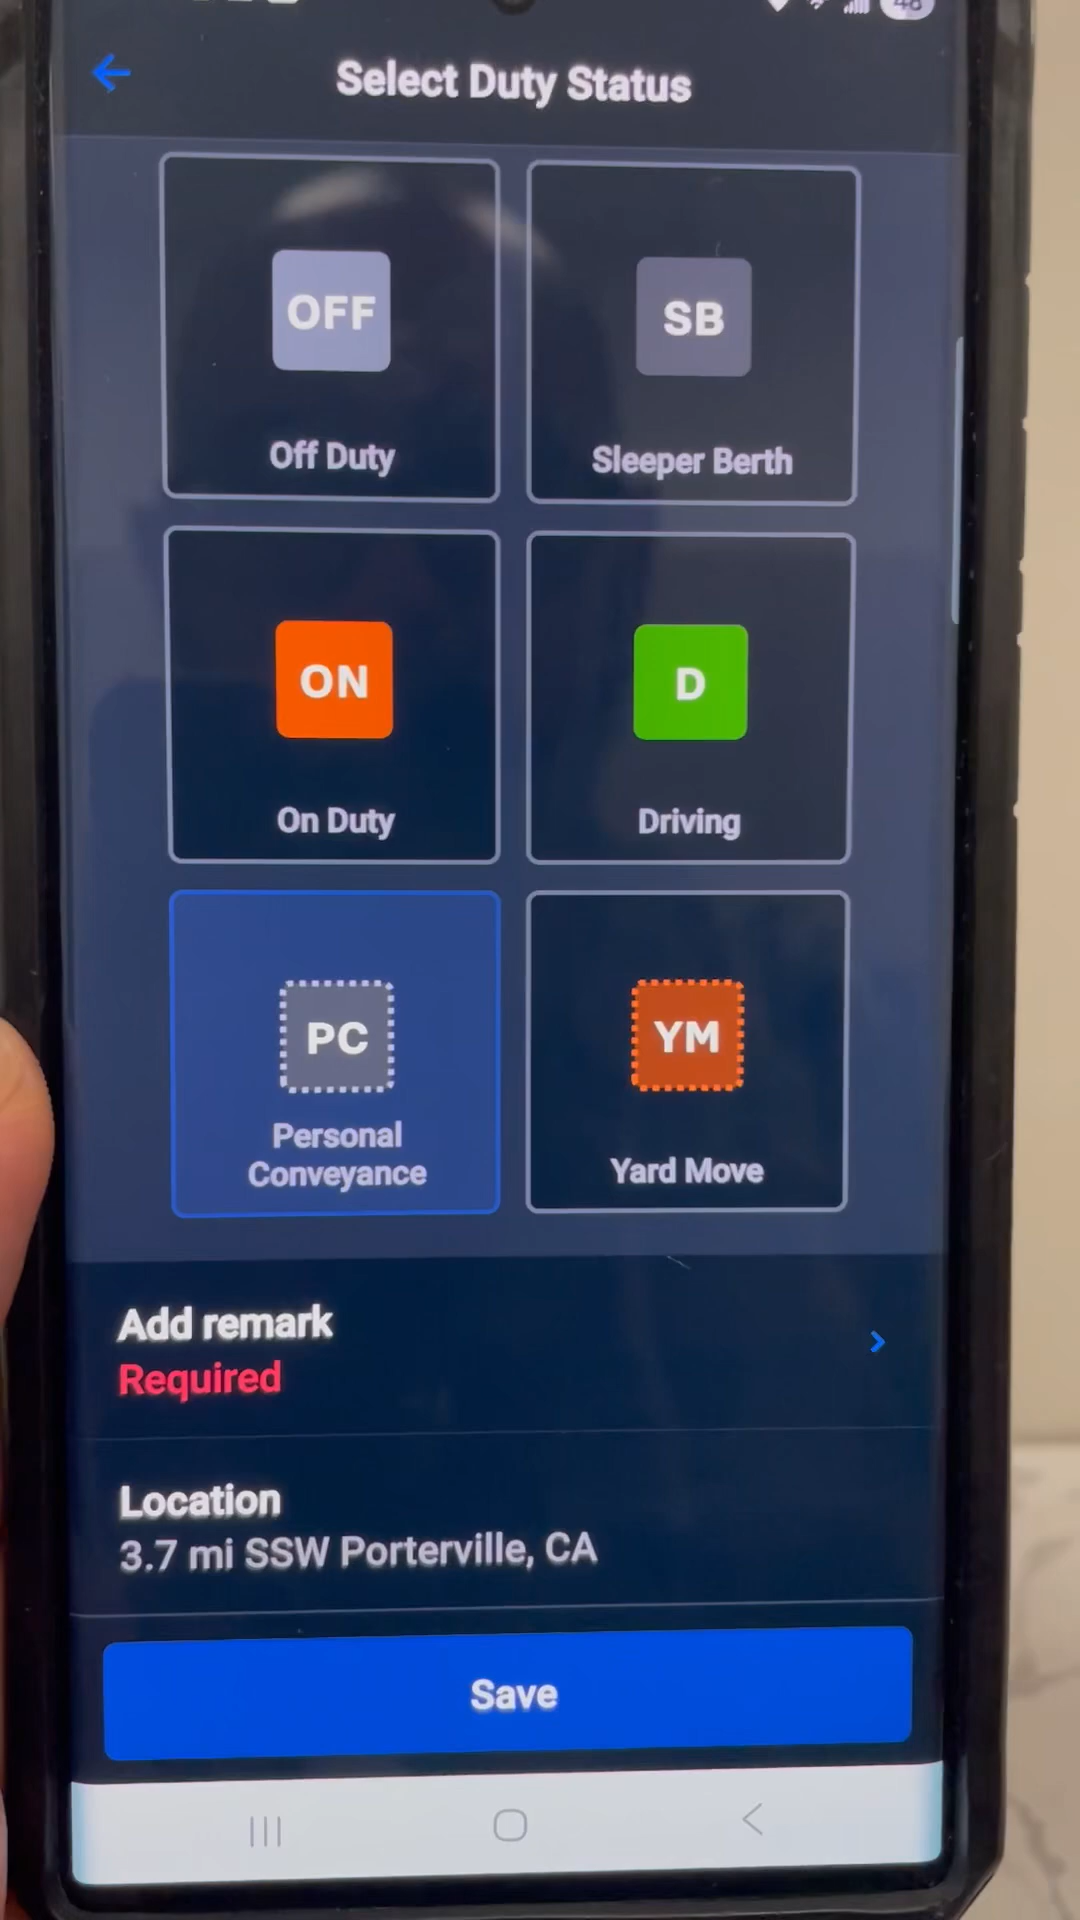 48
Select Duty Status
OFF
SB
Off Duty
Sleeper Berth
ON
D
On Duty
Driving
PC
YM
Personal
Conveyance
Yard Move
Add remark
Required
Location
3.7 mi SSW Porterville, CA
Save